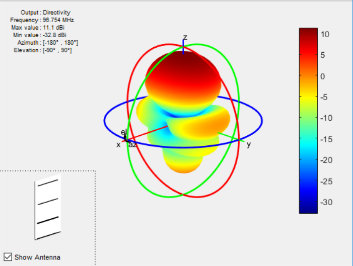 Output : Directivity
Frequency : 96.754 MHz
Max value : 11.1 dBi
Min value : -32.8 dBi
Azimuth : [-180° , 180°]
Elevation : [-90° , 90°]
z
x
y
10
5
0
-5
-10
-15
-20
-25
-30
Show Antenna